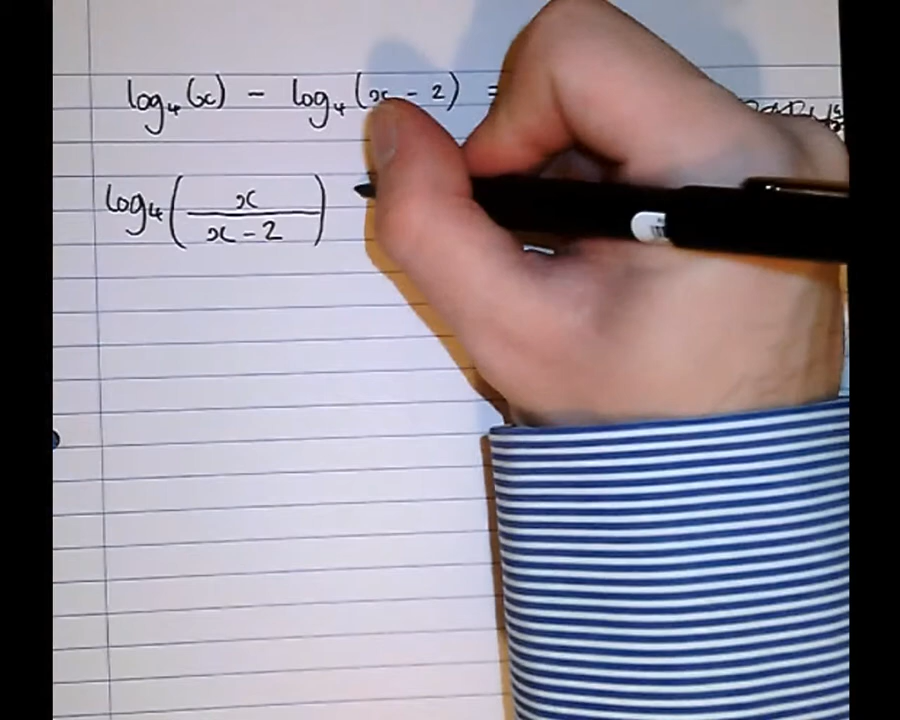 log₄(x) - log₄(x - 2) =
log₄(x/(x - 2))